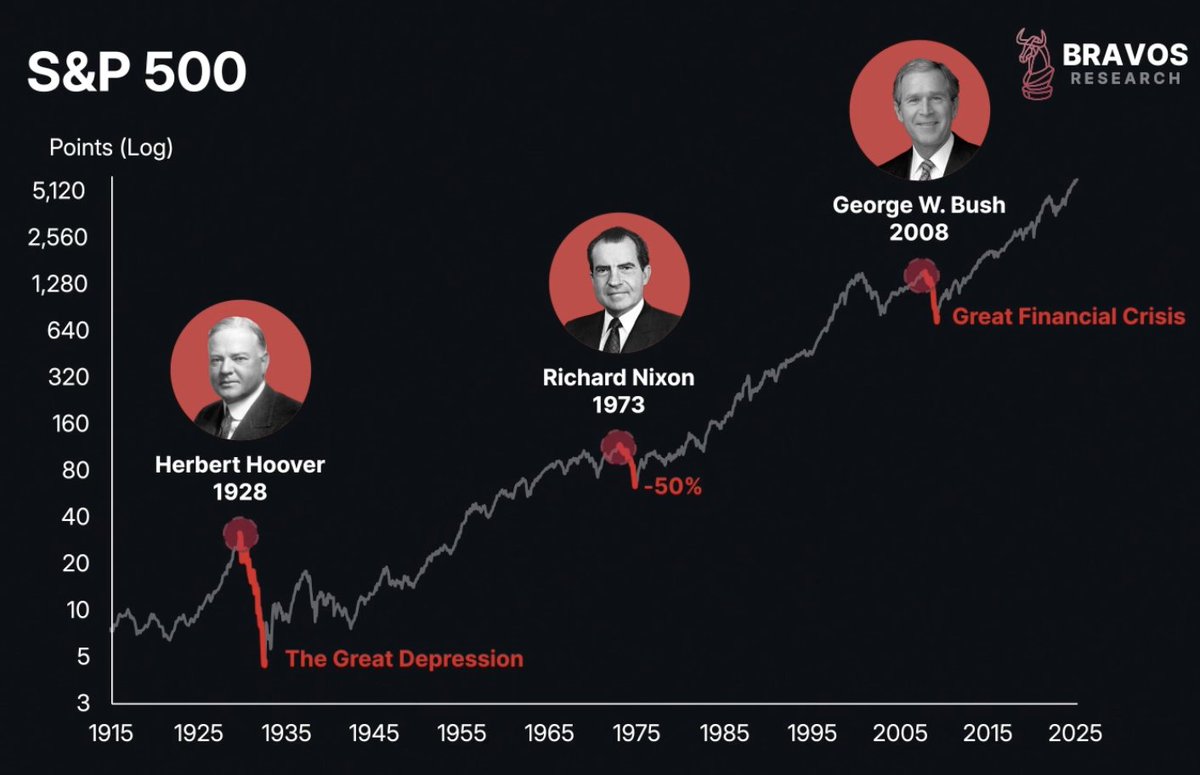 S&P 500
BRAVOS
RESEARCH
Points (Log)
5,120
2,560
1,280
640
320
160
80
40
20
10
5
3
George W. Bush
2008
Great Financial Crisis
Richard Nixon
1973
-50%
Herbert Hoover
1928
The Great Depression
1915 1925 1935 1945 1955 1965 1975 1985 1995 2005 2015 2025